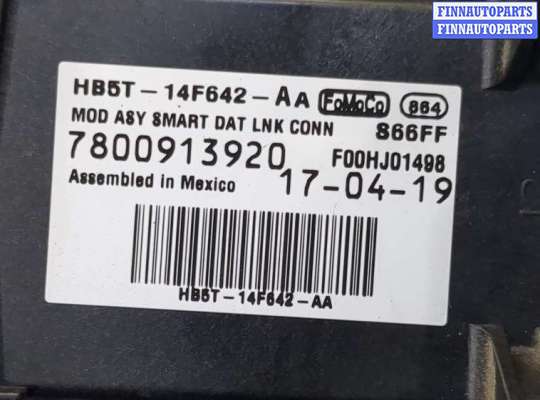 FINNAUTOPARTS
FINNAUTOPARTS
HB5T-14F642-AA FoMoCo 864
MOD ASY SMART DAT LNK CONN S66FF
7800913920 F00HJ01498
Assembled in Mexico 17-04-19
HB5T-14F642-AA